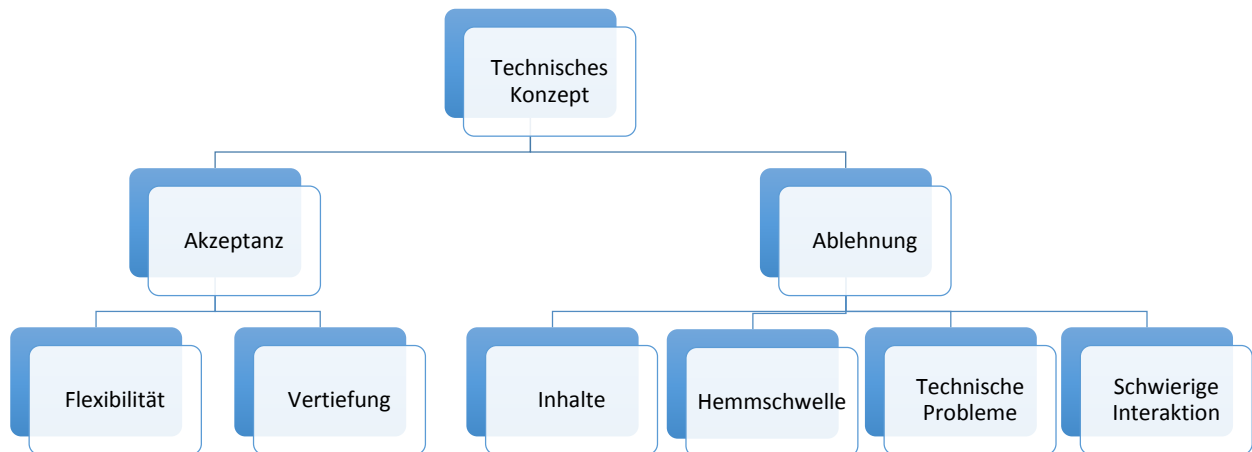 Technisches
Konzept
Akzeptanz
Ablehnung
Flexibilität
Vertiefung
Inhalte
Hemmschwelle
Technische
Probleme
Schwierige
Interaktion